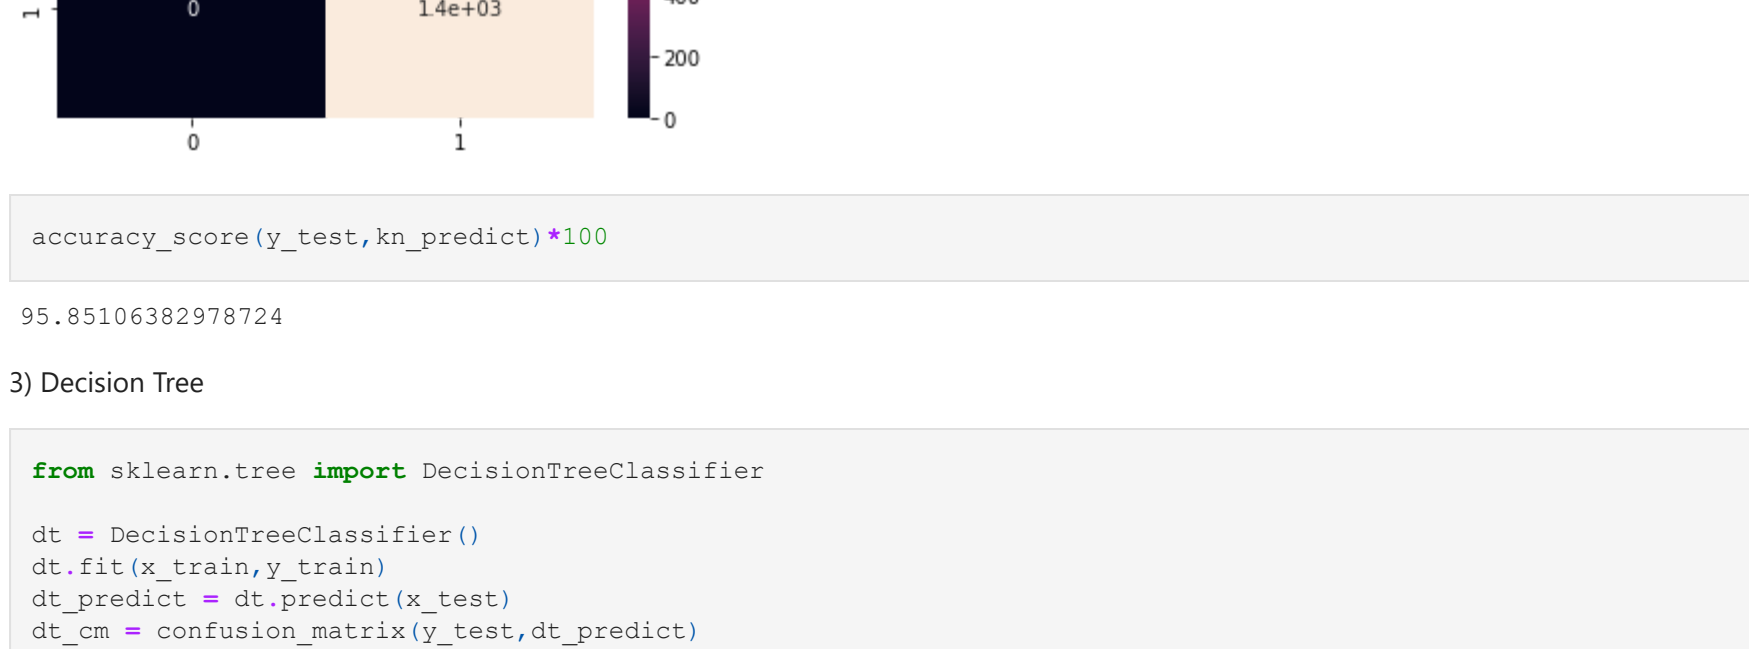 1 0 1.4e+03
200
0
0 1
accuracy_score(y_test,kn_predict)*100
95.85106382978724
3) Decision Tree
from sklearn.tree import DecisionTreeClassifier
dt = DecisionTreeClassifier()
dt.fit(x_train,y_train)
dt_predict = dt.predict(x_test)
dt_cm = confusion_matrix(y_test,dt_predict)